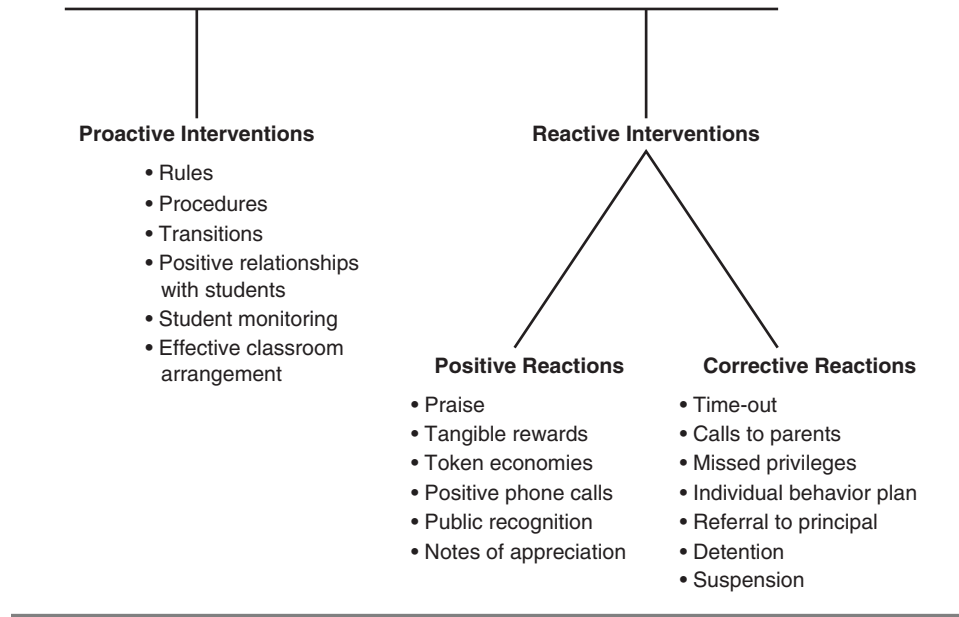 Proactive Interventions
• Rules
• Procedures
• Transitions
• Positive relationships
with students
• Student monitoring
• Effective classroom
arrangement
Reactive Interventions
Positive Reactions
• Praise
• Tangible rewards
• Token economies
• Positive phone calls
• Public recognition
• Notes of appreciation
Corrective Reactions
• Time-out
• Calls to parents
• Missed privileges
• Individual behavior plan
• Referral to principal
• Detention
• Suspension